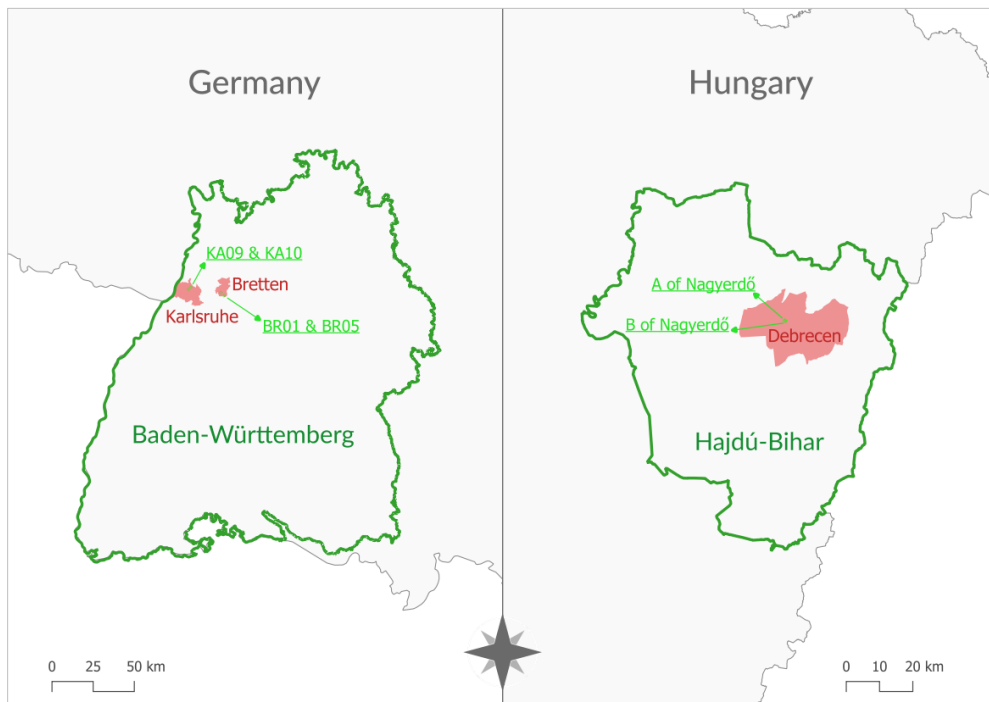 Germany
KA09 & KA10
Bretten
Karlsruhe
BR01 & BR05
Baden-Württemberg
0 25 50 km
Hungary
A of Nagyerdő
B of Nagyerdő
Debrecen
Hajdú-Bihar
0 10 20 km